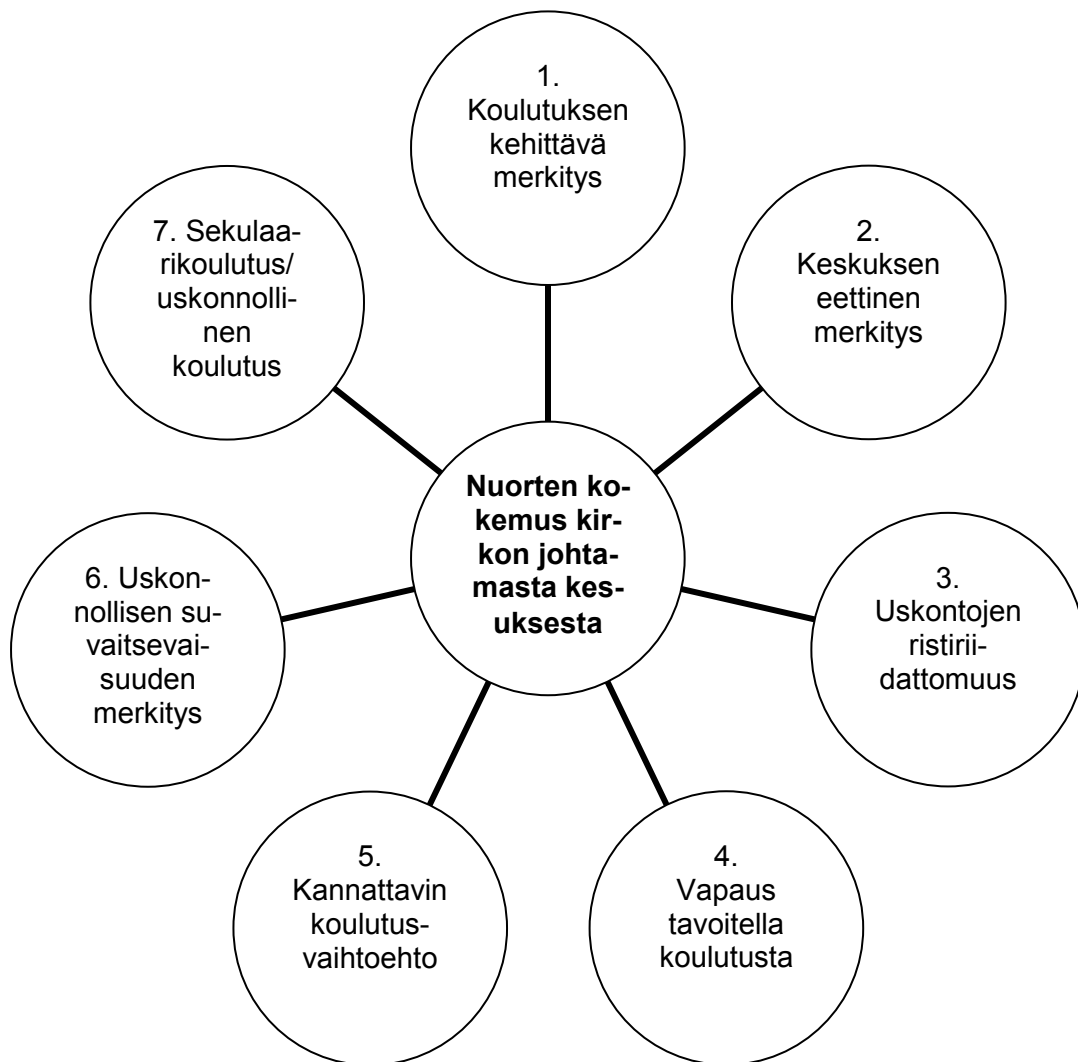 1.
Koulutuksen
kehittävä
merkitys
2.
Keskuksen
eettinen
merkitys
3.
Uskontojen
ristirii-
dattomuus
4.
Vapaus
tavoitella
koulutusta
5.
Kannattavin
koulutus-
vaihtoehto
6. Uskon-
nollisen su-
vaitsevai-
suuden
merkitys
7. Sekulaa-
rikoulutus/
uskonnolli-
nen
koulutus
Nuorten ko-
kemus kir-
kon johta-
masta kes-
uksesta